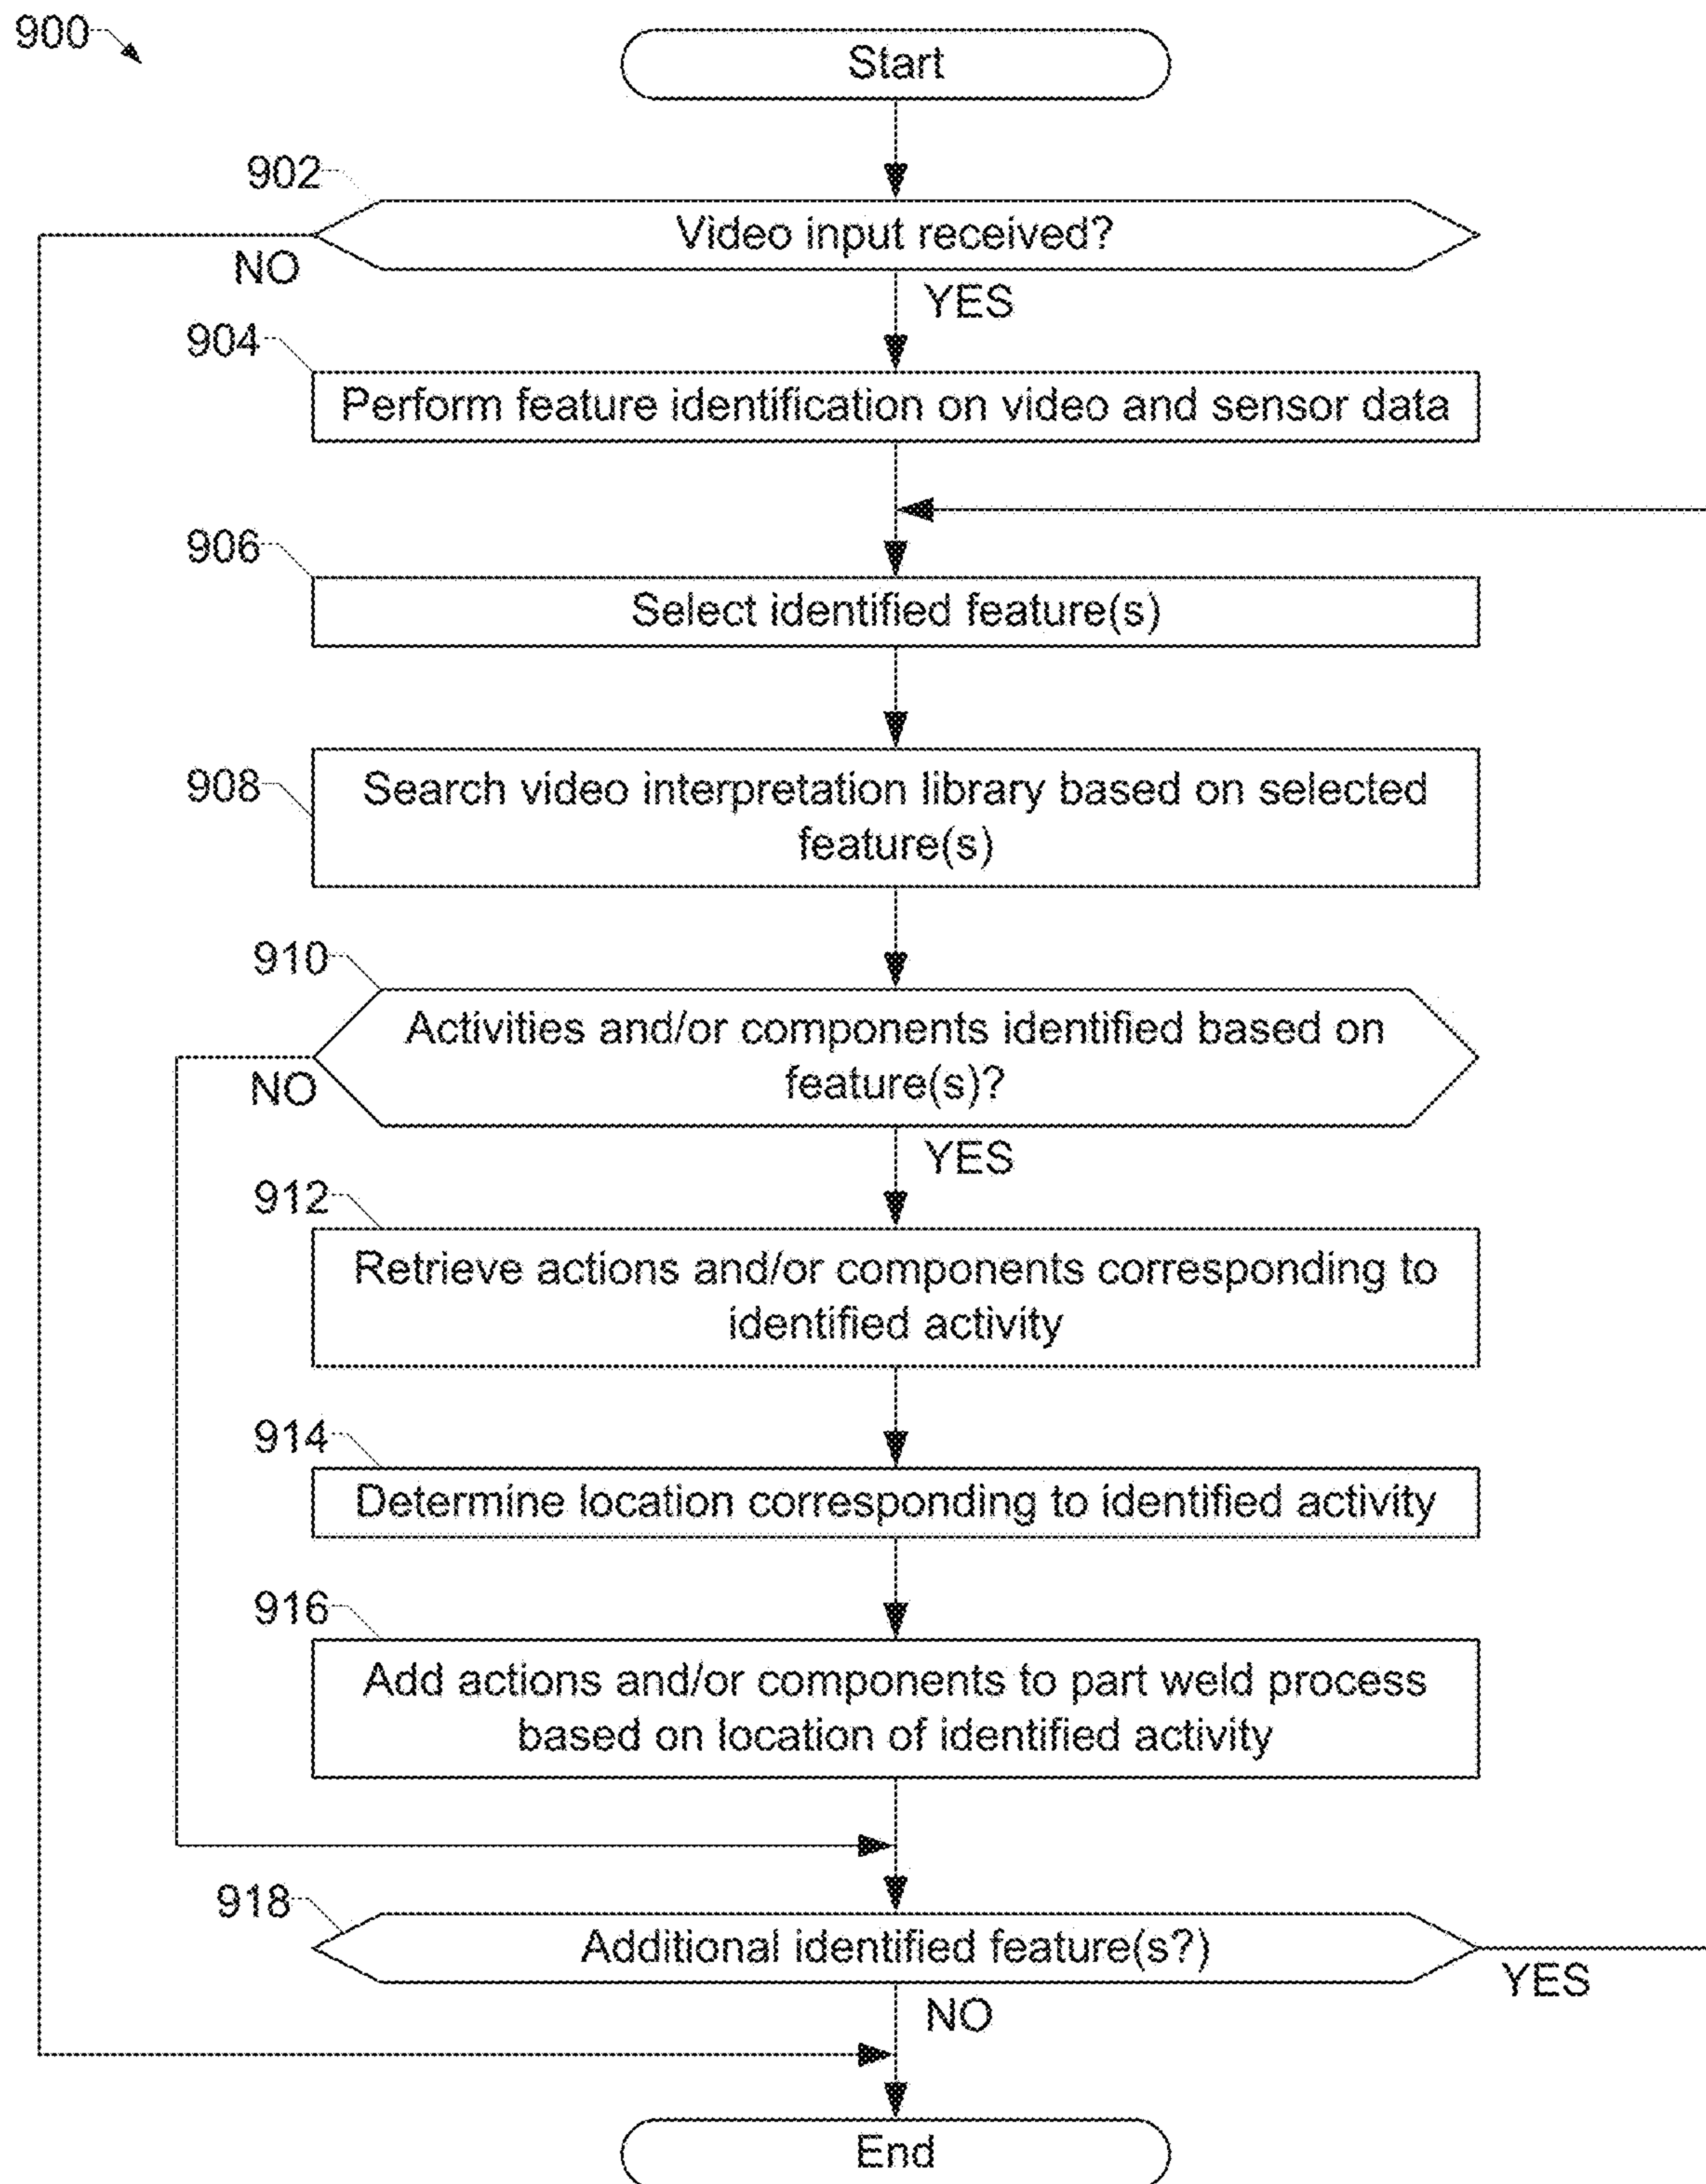 900
Start
902
Video input received?
NO
YES
904
Perform feature identification on video and sensor data
906
Select identified feature(s)
908
Search video interpretation library based on selected
feature(s)
910
Activities and/or components identified based on
feature(s)?
NO
YES
912
Retrieve actions and/or components corresponding to
identified activity
914
Determine location corresponding to identified activity
916
Add actions and/or components to part weld process
based on location of identified activity
918
Additional identified feature(s?)
YES
NO
End